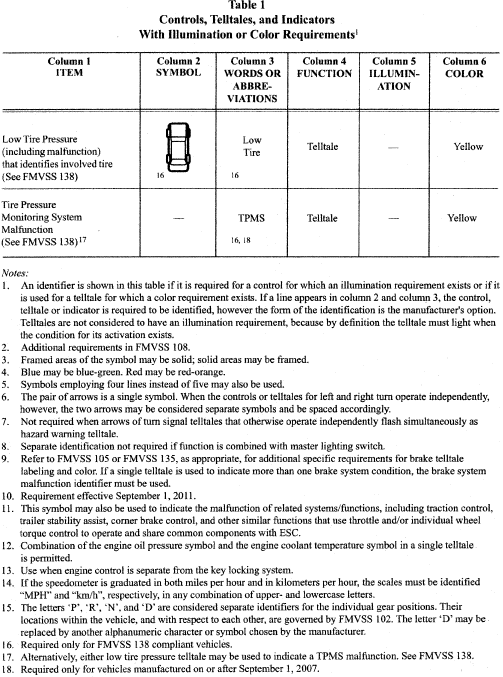 Table 1
Controls, Telltales, and Indicators
With Illumination or Color Requirements1
Column 1
ITEM
Column 2
SYMBOL
Column 3
WORDS OR
ABBRE-
VIATIONS
Column 4
FUNCTION
Column 5
ILLUMIN-
ATION
Column 6
COLOR
Low Tire Pressure
(including malfunction)
that identifies involved tire
(See FMVSS 138)
16
Low
Tire
16
Telltale
—
Yellow
Tire Pressure
Monitoring System
Malfunction
(See FMVSS 138)17
—
TPMS
16, 18
Telltale
—
Yellow
Notes:
1. An identifier is shown in this table if it is required for a control for which an illumination requirement exists or if it
is used for a telltale for which a color requirement exists. If a line appears in column 2 and column 3, the control,
telltale or indicator is required to be identified, however the form of the identification is the manufacturer's option.
Telltales are not considered to have an illumination requirement, because by definition the telltale must light when
the condition for its activation exists.
2. Additional requirements in FMVSS 108.
3. Framed areas of the symbol may be solid; solid areas may be framed.
4. Blue may be blue-green. Red may be red-orange.
5. Symbols employing four lines instead of five may also be used.
6. The pair of arrows is a single symbol. When the controls or telltales for left and right turn operate independently,
however, the two arrows may be considered separate symbols and be spaced accordingly.
7. Not required when arrows of turn signal telltales that otherwise operate independently flash simultaneously as
hazard warning telltale.
8. Separate identification not required if function is combined with master lighting switch.
9. Refer to FMVSS 105 or FMVSS 135, as appropriate, for additional specific requirements for brake telltale
labeling and color. If a single telltale is used to indicate more than one brake system condition, the brake system
malfunction identifier must be used.
10. Requirement effective September 1, 2011.
11. This symbol may also be used to indicate the malfunction of related systems/functions, including traction control,
trailer stability assist, corner brake control, and other similar functions that use throttle and/or individual wheel
torque control to operate and share common components with ESC.
12. Combination of the engine oil pressure symbol and the engine coolant temperature symbol in a single telltale
is permitted.
13. Use when engine control is separate from the key locking system.
14. If the speedometer is graduated in both miles per hour and in kilometers per hour, the scales must be identified
“MPH” and “km/h”, respectively, in any combination of upper- and lowercase letters.
15. The letters ‘P’, ‘R’, ‘N’, and ‘D’ are considered separate identifiers for the individual gear positions. Their
locations within the vehicle, and with respect to each other, are governed by FMVSS 102. The letter ‘D’ may be
replaced by another alphanumeric character or symbol chosen by the manufacturer.
16. Required only for FMVSS 138 compliant vehicles.
17. Alternatively, either low tire pressure telltale may be used to indicate a TPMS malfunction. See FMVSS 138.
18. Required only for vehicles manufactured on or after September 1, 2007.